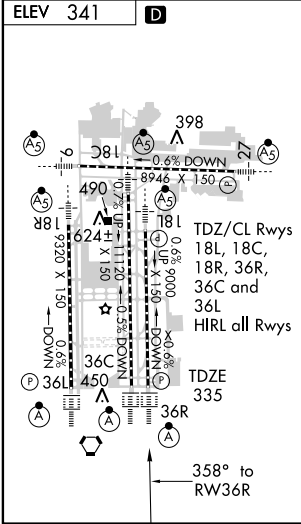 ELEV 341 D
398
A5
A5
A5
9
18C
0.6% DOWN
27
8946 X 150
P
A5
A5
490
18R
18L
0.7% UP
624±
P
9320 X 150
11120 X 150
0.6% UP
9000 X 150
TDZ/CL Rwys
18L, 18C,
18R, 36R,
36C and
36L
HIRL all Rwys
0.6% DOWN
0.5% DOWN
0.6% DOWN
36C
P
36L
450
P
TDZE
335
36R
A
A
A
358° to
RW36R